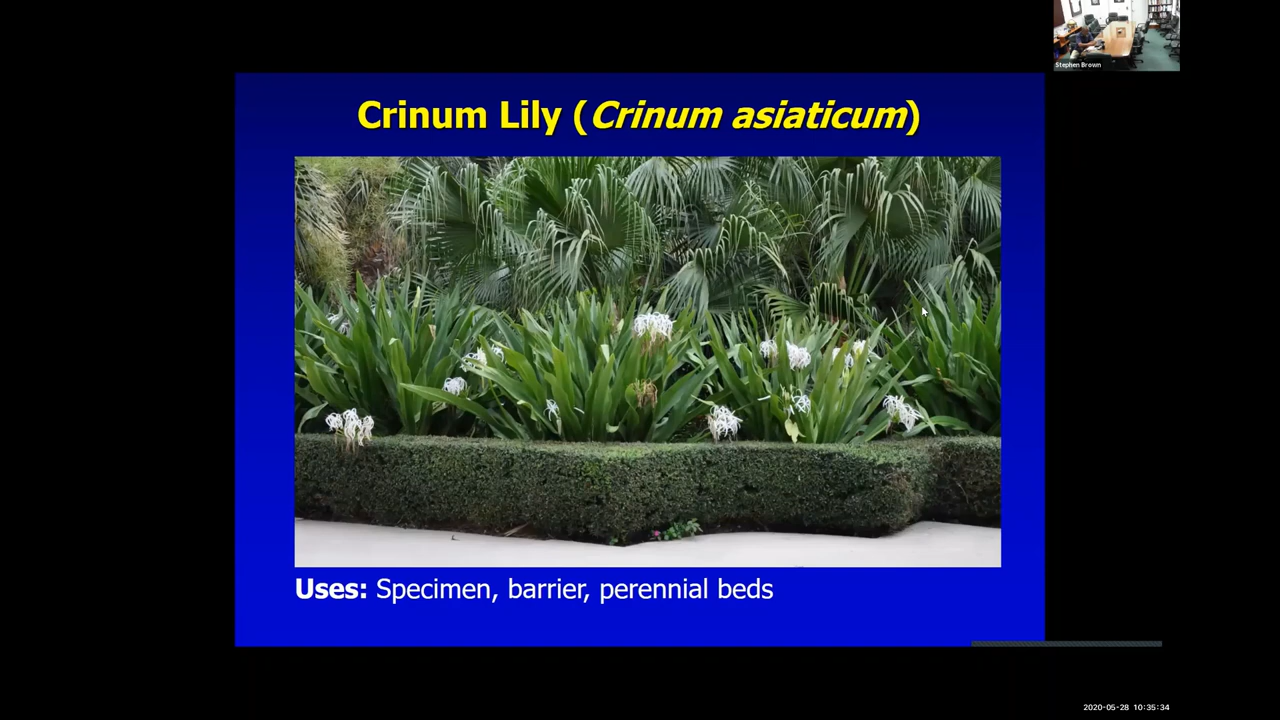 Stephen Brown
Crinum Lily (Crinum asiaticum)
Uses: Specimen, barrier, perennial beds
2020-05-28 10:35:34